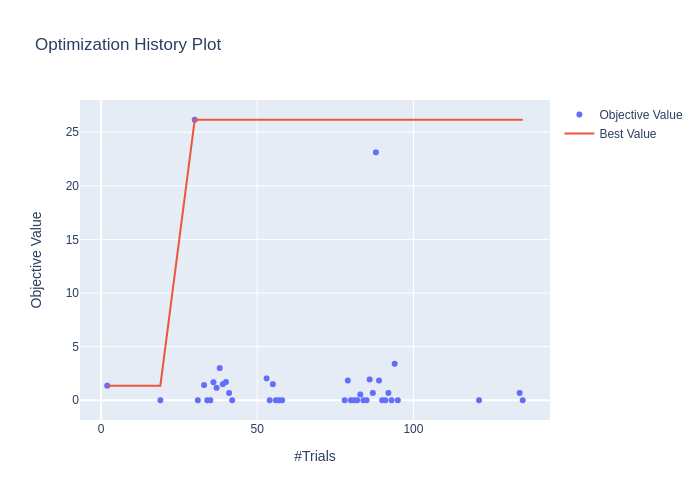 Optimization History Plot
Objective Value
Best Value
25
20
15
10
5
0
Objective Value
0
50
100
#Trials